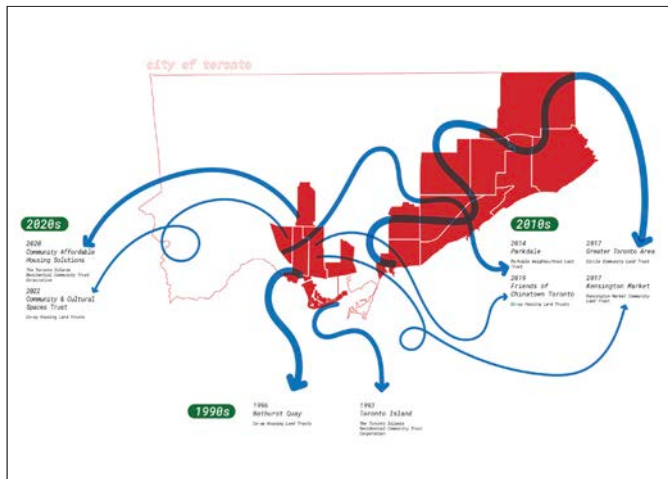 city of toronto
2020s
2020
Community Affordable
Housing Solutions
The Toronto Islands
Residential Community Trust
Corporation
2022
Community & Cultural
Spaces Trust
Co-op Housing Land Trusts
2010s
2014
Parkdale
Parkdale Neighbourhood Land
Trust
2017
Greater Toronto Area
Circle Community Land Trust
2019
Friends of
Chinatown Toronto
Co-op Housing Land Trusts
2017
Kensington Market
Kensington Market Community
Land Trust
1990s
1996
Bathurst Quay
Co-op Housing Land Trusts
1993
Toronto Island
The Toronto Islands
Residential Community Trust
Corporation